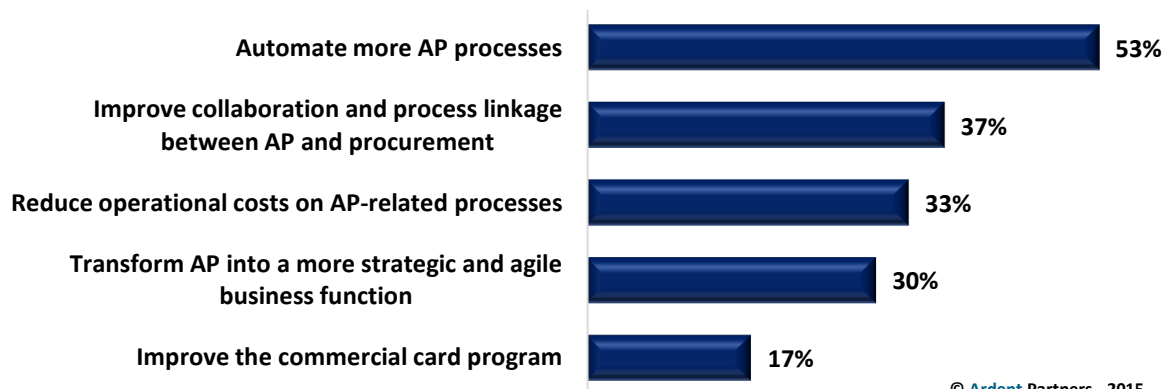 Automate more AP processes
53%
Improve collaboration and process linkage
between AP and procurement
37%
Reduce operational costs on AP-related processes
33%
Transform AP into a more strategic and agile
business function
30%
Improve the commercial card program
17%
© Ardent Partners - 2015